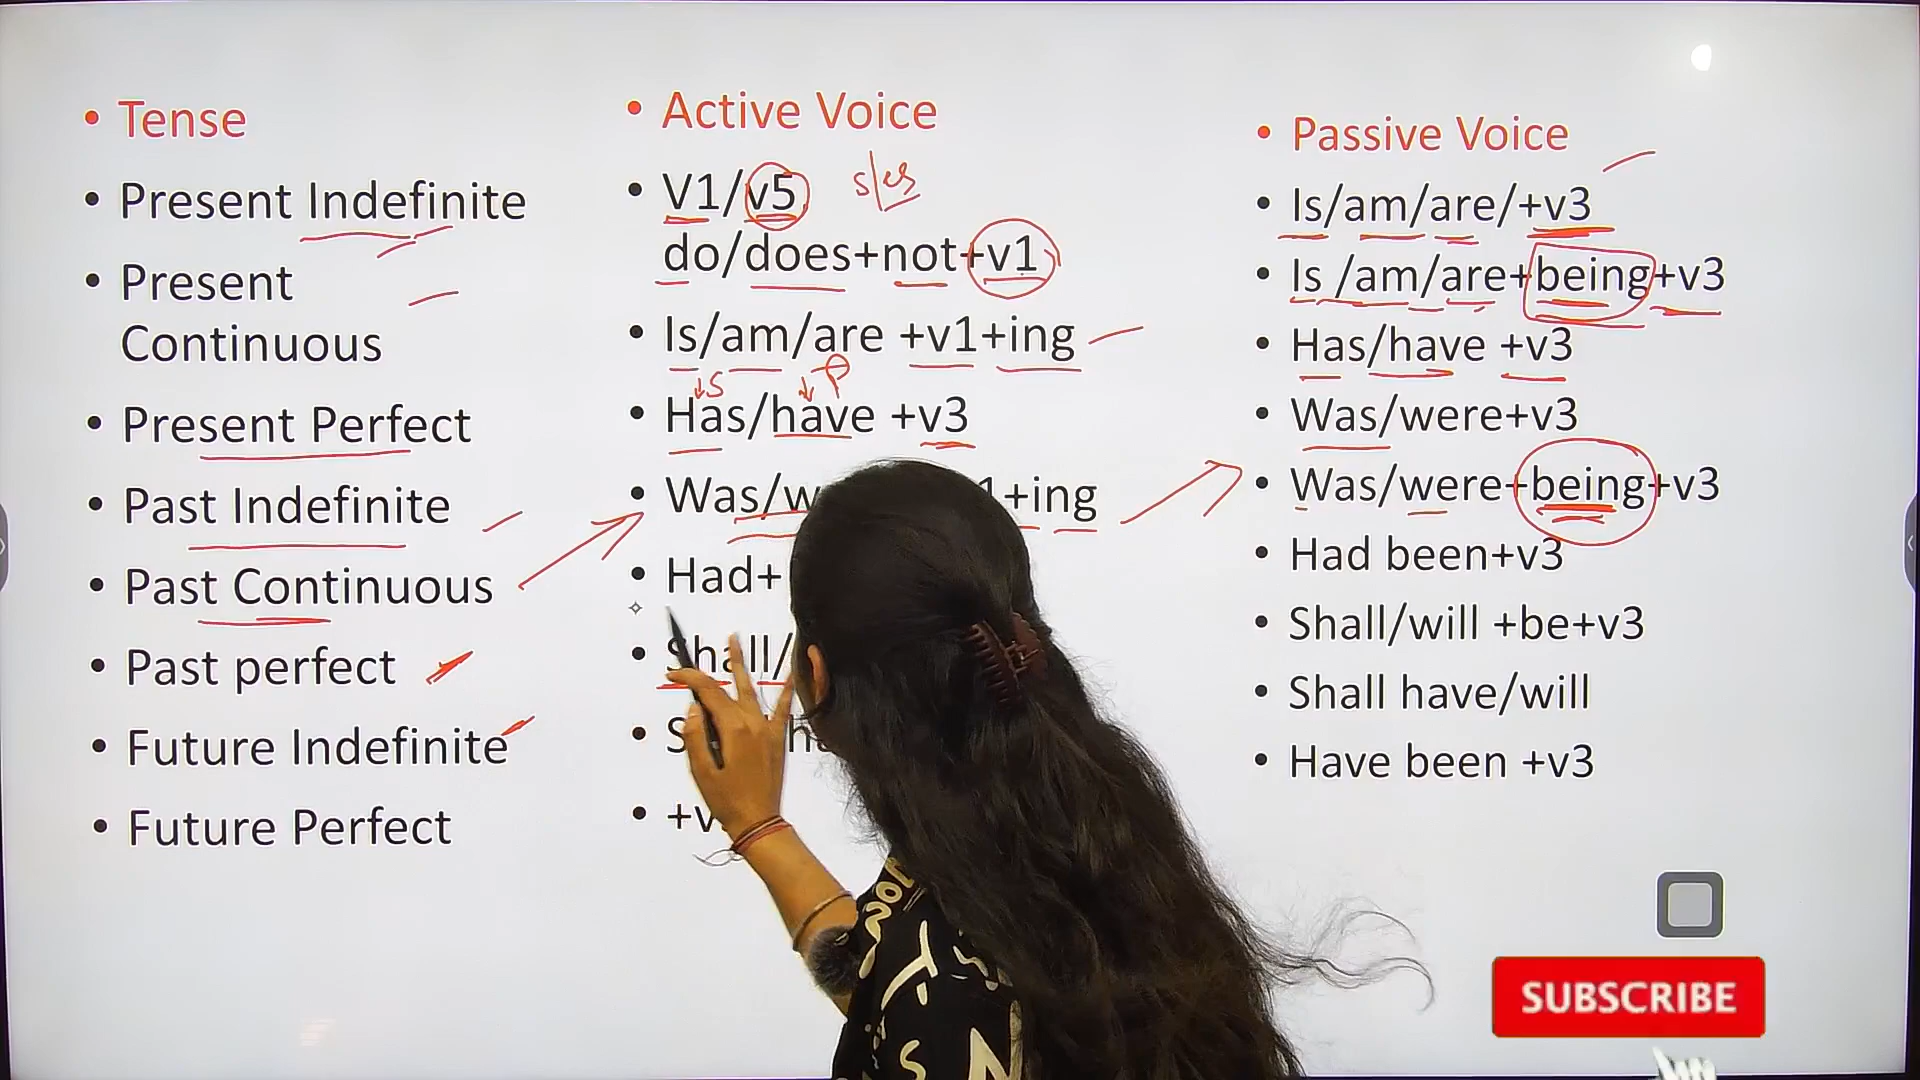 • Tense
• Present Indefinite
• Present
Continuous
• Present Perfect
• Past Indefinite
• Past Continuous
• Past perfect
• Future Indefinite
• Future Perfect
• Active Voice
• V1/v5 s/es
do/does+not+v1
• Is/am/are +v1+ing
S P
• Has/have +v3
• Was/ +ing
• Had+
• Shall/
•
• +v
• Passive Voice
• Is/am/are/+v3
• Is /am/are+being+v3
• Has/have +v3
• Was/were+v3
• Was/were+being+v3
• Had been+v3
• Shall/will +be+v3
• Shall have/will
• Have been +v3
SUBSCRIBE